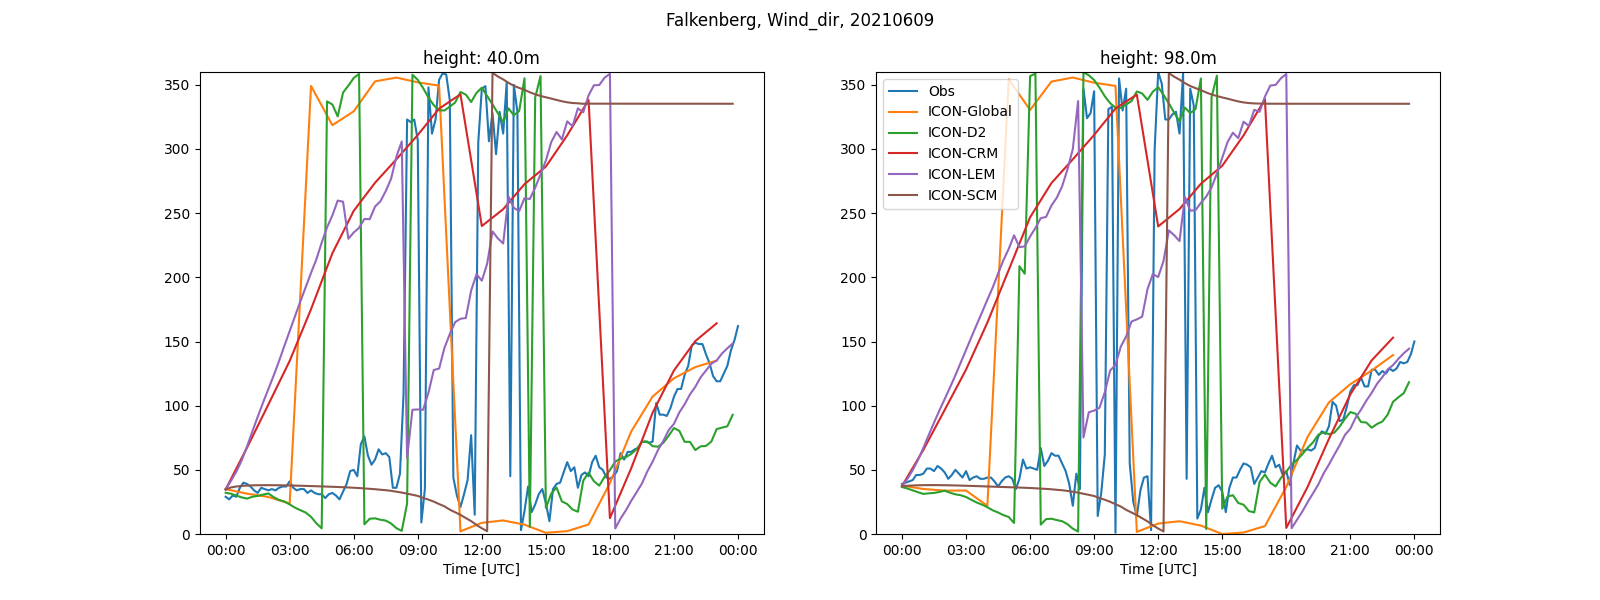 Falkenberg, Wind_dir, 20210609
height: 40.0m
350
300
250
200
150
100
50
0
00:00 03:00 06:00 09:00 12:00 15:00 18:00 21:00 00:00
Time [UTC]
height: 98.0m
350
300
250
200
150
100
50
0
Obs
ICON-Global
ICON-D2
ICON-CRM
ICON-LEM
ICON-SCM
00:00 03:00 06:00 09:00 12:00 15:00 18:00 21:00 00:00
Time [UTC]